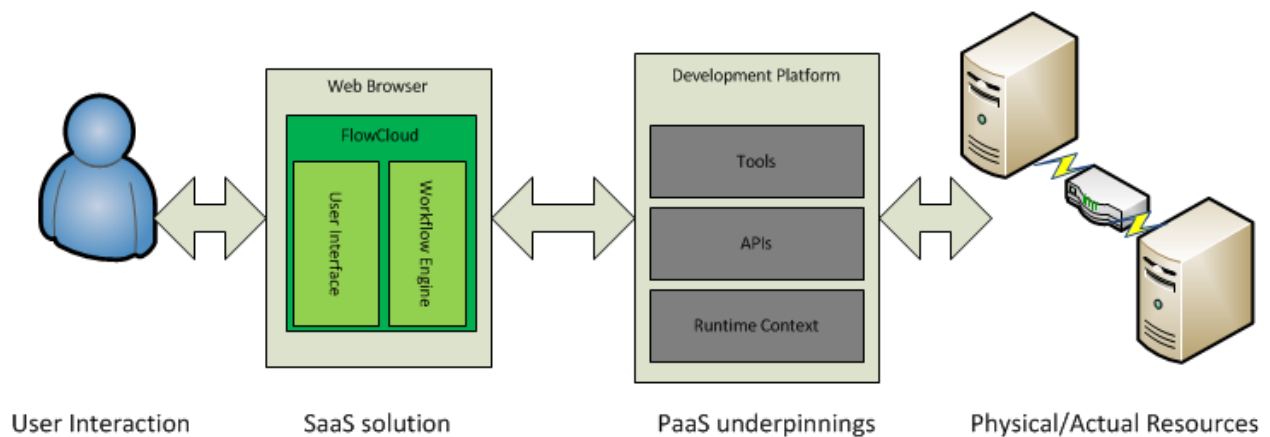 Web Browser
FlowCloud
User Interface
Workflow Engine
Development Platform
Tools
APIs
Runtime Context
User Interaction
SaaS solution
PaaS underpinnings
Physical/Actual Resources